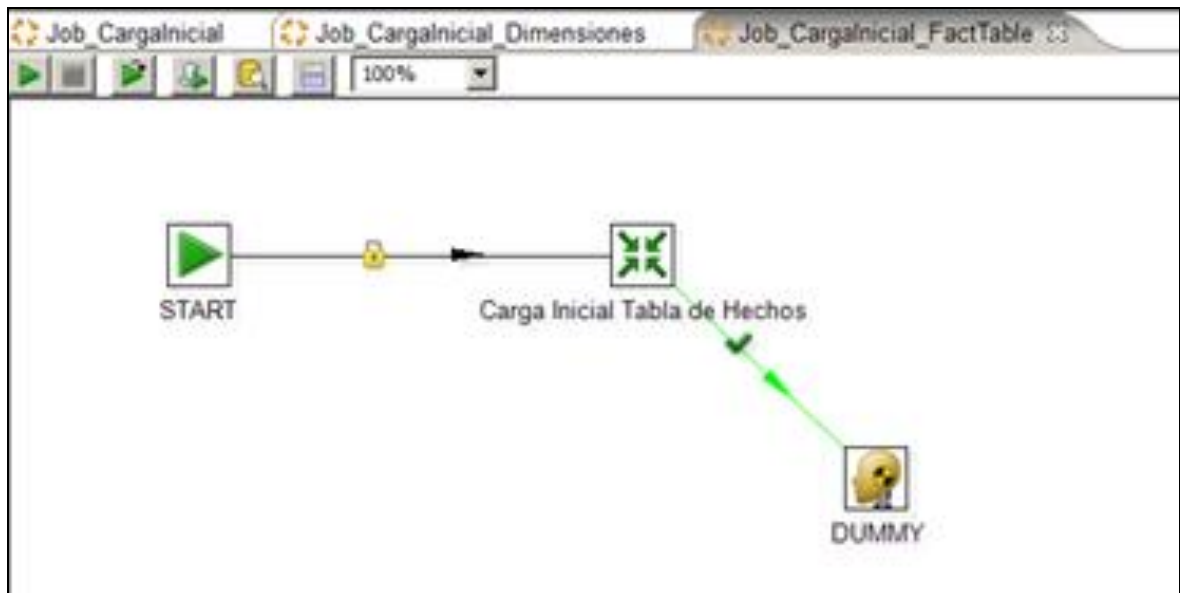 Job_CargaInicial Job_CargaInicial_Dimensiones Job_CargaInicial_FactTable
100%
START Carga Inicial Tabla de Hechos
DUMMY